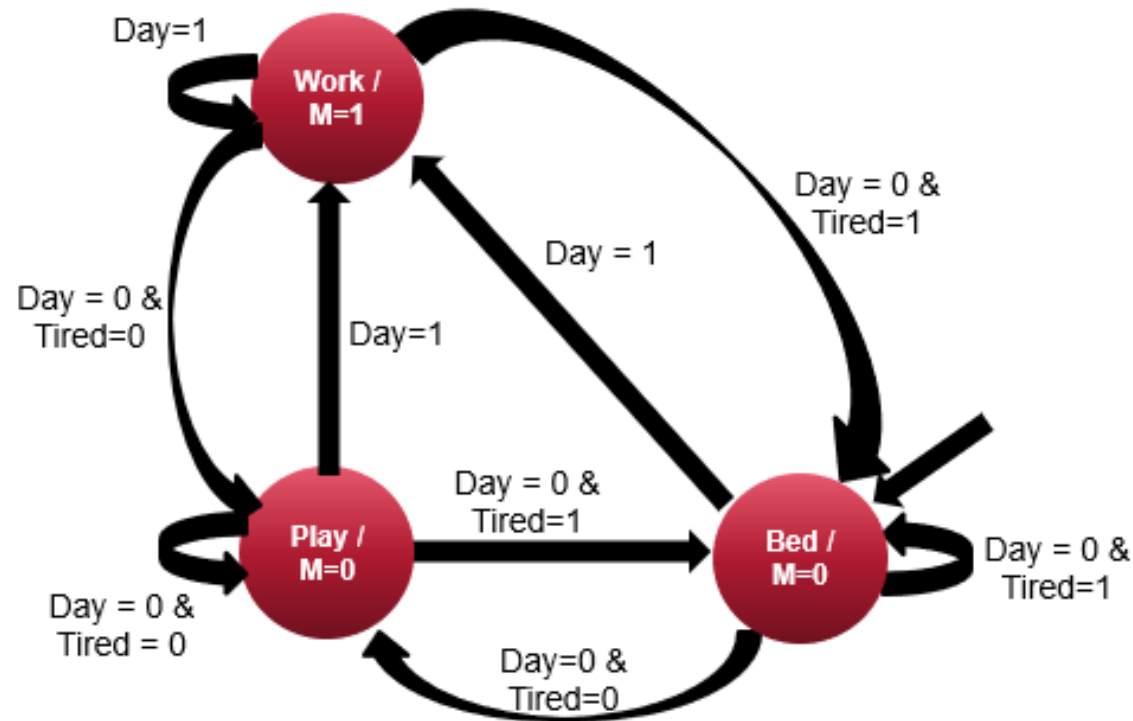 Day=1
Work /
M=1
Day = 0 &
Tired=1
Day = 1
Day = 0 &
Tired=0
Day=1
Day = 0 &
Tired=1
Play /
M=0
Bed /
M=0
Day = 0 &
Tired=1
Day = 0 &
Tired = 0
Day=0 &
Tired=0